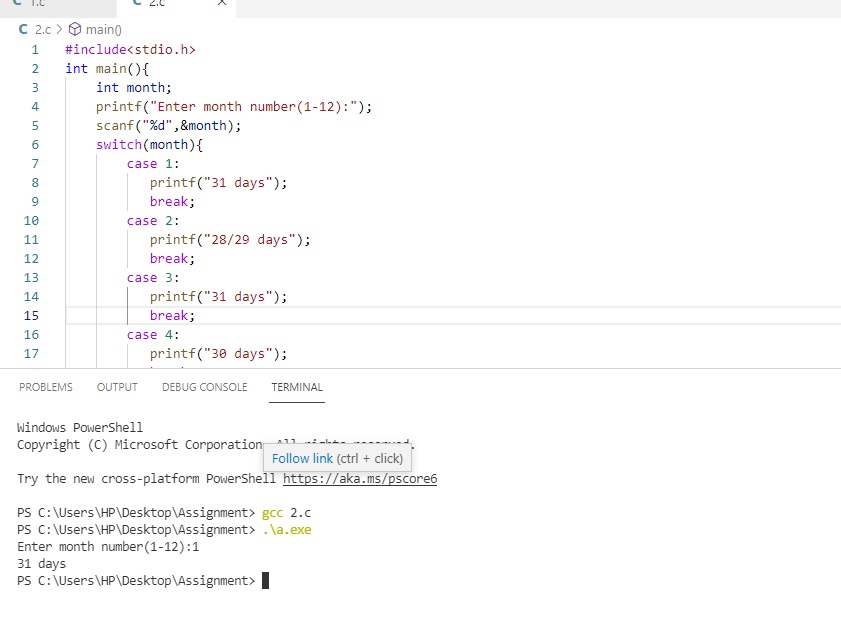 C 1.c C 2.c ×
C 2.c > main()
1 #include<stdio.h>
2 int main(){
3 int month;
4 printf("Enter month number(1-12):");
5 scanf("%d",&month);
6 switch(month){
7 case 1:
8 printf("31 days");
9 break;
10 case 2:
11 printf("28/29 days");
12 break;
13 case 3:
14 printf("31 days");
15 break;
16 case 4:
17 printf("30 days");
PROBLEMS OUTPUT DEBUG CONSOLE TERMINAL
Windows PowerShell
Copyright (C) Microsoft Corporation. All rights reserved.
Follow link (ctrl + click)
Try the new cross-platform PowerShell https://aka.ms/pscore6
PS C:\Users\HP\Desktop\Assignment> gcc 2.c
PS C:\Users\HP\Desktop\Assignment> .\a.exe
Enter month number(1-12):1
31 days
PS C:\Users\HP\Desktop\Assignment>